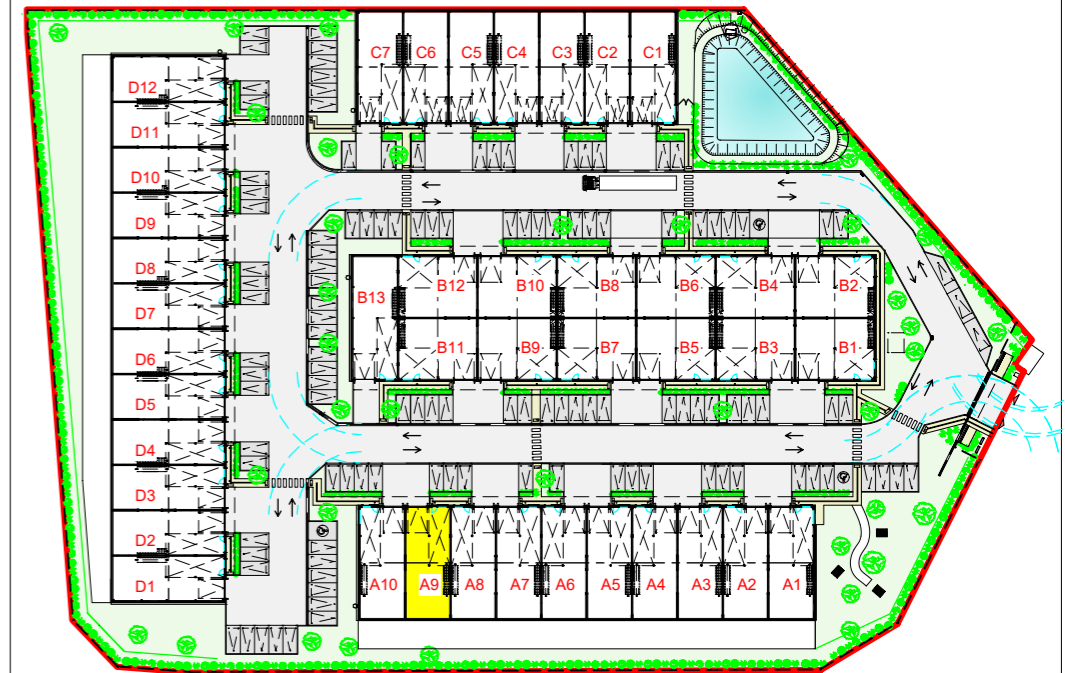 C7 C6 C5 C4 C3 C2 C1
D12
D11
D10
D9
D8
D7
D6
D5
D4
D3
D2
D1
B13 B12 B10 B8 B6 B4 B2
B11 B9 B7 B5 B3 B1
A10 A9 A8 A7 A6 A5 A4 A3 A2 A1